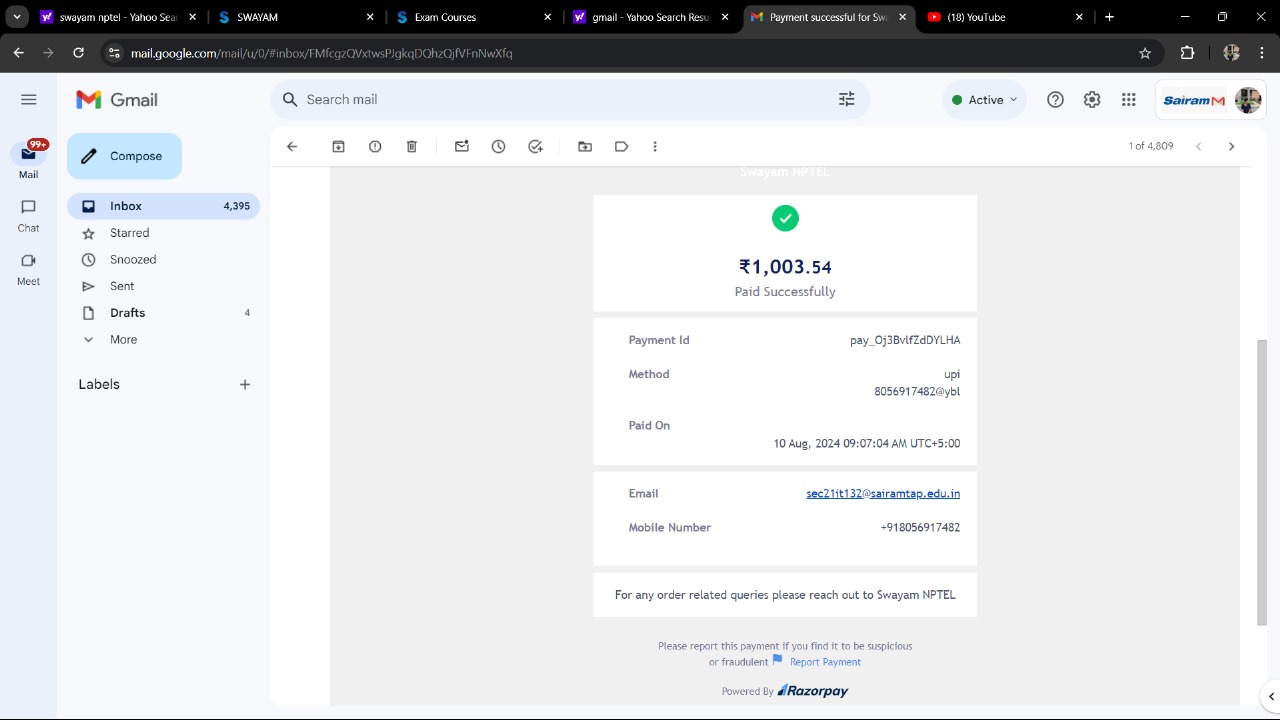 swayam nptel - Yahoo Sear
SWAYAM
Exam Courses
gmail - Yahoo Search Resul
Payment successful for Sw
(18) YouTube
mail.google.com/mail/u/0/#inbox/FMfcgzQVxtwsPJgkqDQhzQjfVFnNwXfq
Gmail
Search mail
Active
Sairam
99+
Mail
Chat
Meet
Compose
Inbox 4,395
Starred
Snoozed
Sent
Drafts 4
More
Labels
1 of 4,809
Swayam NPTEL
₹1,003.54
Paid Successfully
Payment Id pay_Oj3BvlfZdDYLHA
Method upi
8056917482@ybl
Paid On
10 Aug, 2024 09:07:04 AM UTC+5:00
Email sec21it132@sairamtap.edu.in
Mobile Number +918056917482
For any order related queries please reach out to Swayam NPTEL
Please report this payment if you find it to be suspicious
or fraudulent Report Payment
Powered By Razorpay